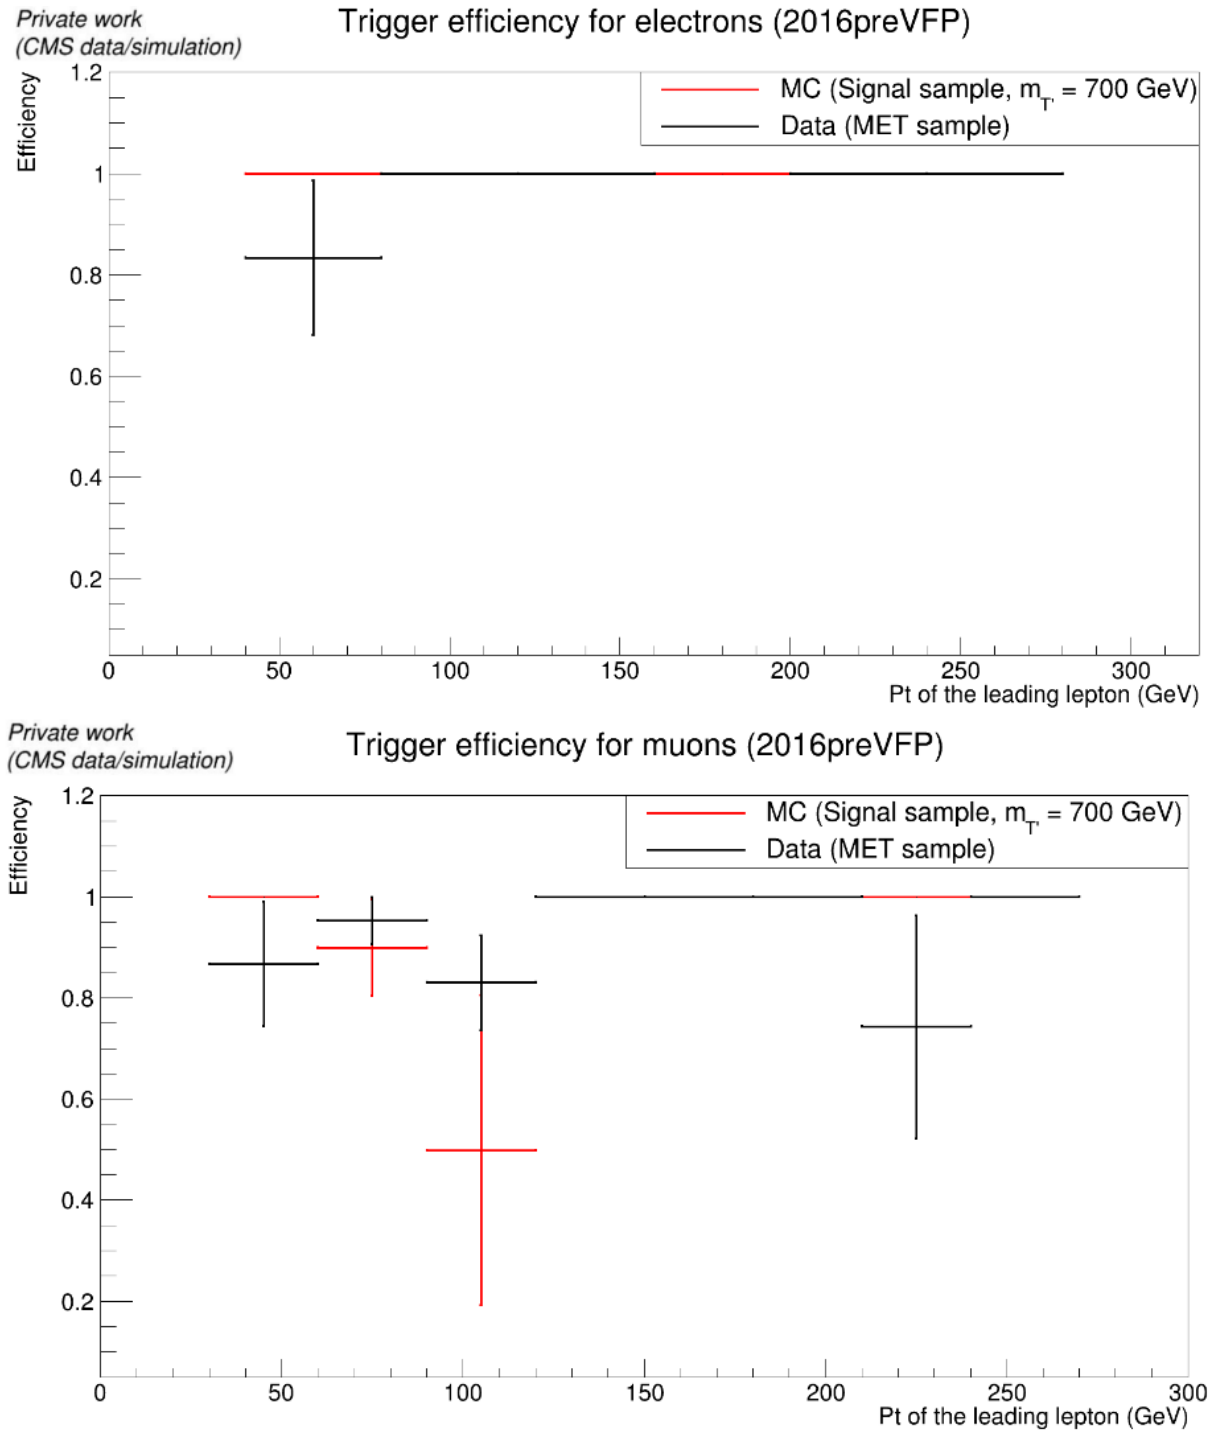 Private work
(CMS data/simulation)
Trigger efficiency for electrons (2016preVFP)
Efficiency
1.2
1
0.8
0.6
0.4
0.2
MC (Signal sample, m_T' = 700 GeV)
Data (MET sample)
0 50 100 150 200 250 300
Pt of the leading lepton (GeV)
Private work
(CMS data/simulation)
Trigger efficiency for muons (2016preVFP)
Efficiency
1.2
1
0.8
0.6
0.4
0.2
MC (Signal sample, m_T' = 700 GeV)
Data (MET sample)
0 50 100 150 200 250 300
Pt of the leading lepton (GeV)